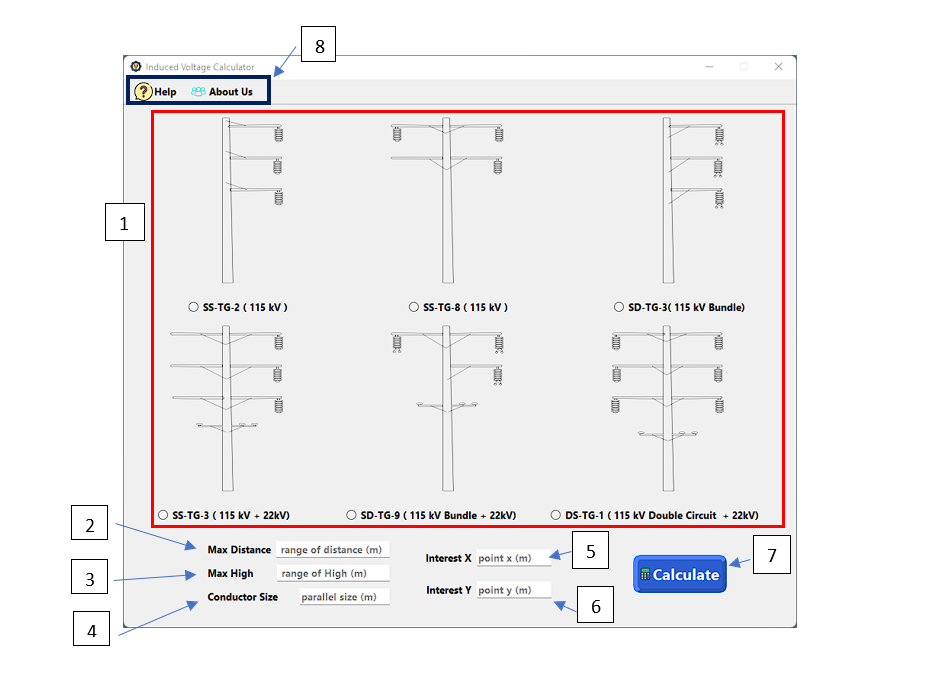 8
Induced Voltage Calculator
Help About Us
1
SS-TG-2 ( 115 kV ) SS-TG-8 ( 115 kV ) SD-TG-3( 115 kV Bundle)
SS-TG-3 ( 115 kV + 22kV) SD-TG-9 ( 115 kV Bundle + 22kV) DS-TG-1 ( 115 kV Double Circuit + 22kV)
2
Max Distance range of distance (m)
Interest X point x (m)
5
7
3
Max High range of High (m)
Calculate
Conductor Size parallel size (m)
Interest Y point y (m)
6
4